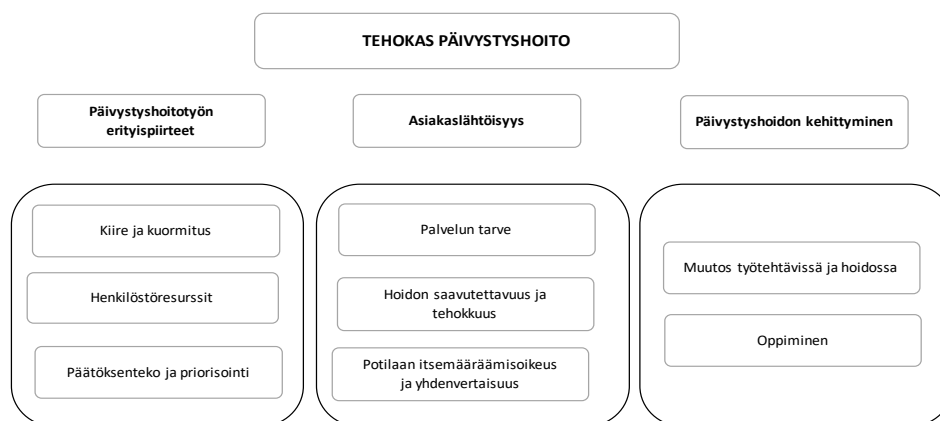 TEHOKAS PÄIVYSTYSHOITO
Päivystyshoitotyön
erityispiirteet
Asiakaslähtöisyys
Päivystyshoidon kehittyminen
Kiire ja kuormitus
Henkilöstöresurssit
Päätöksenteko ja priorisointi
Palvelun tarve
Hoidon saavutettavuus ja
tehokkuus
Potilaan itsemääräämisoikeus
ja yhdenvertaisuus
Muutos työtehtävissä ja hoidossa
Oppiminen